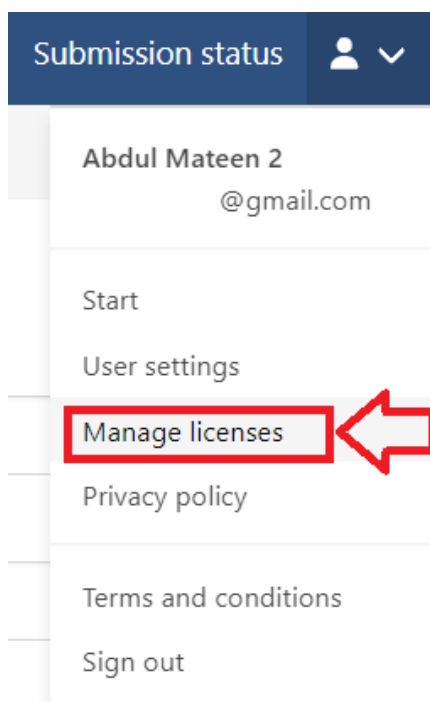 Submission status
Abdul Mateen 2
@gmail.com
Start
User settings
Manage licenses
Privacy policy
Terms and conditions
Sign out